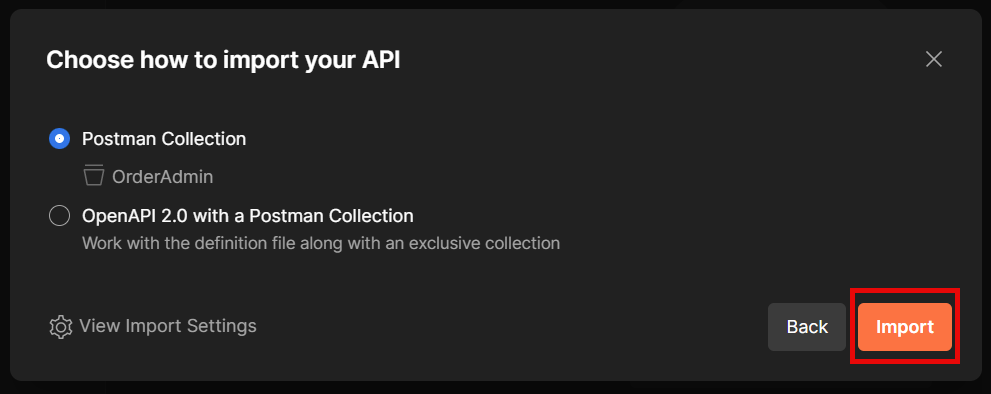 Choose how to import your API
Postman Collection
OrderAdmin
OpenAPI 2.0 with a Postman Collection
Work with the definition file along with an exclusive collection
View Import Settings
Back
Import